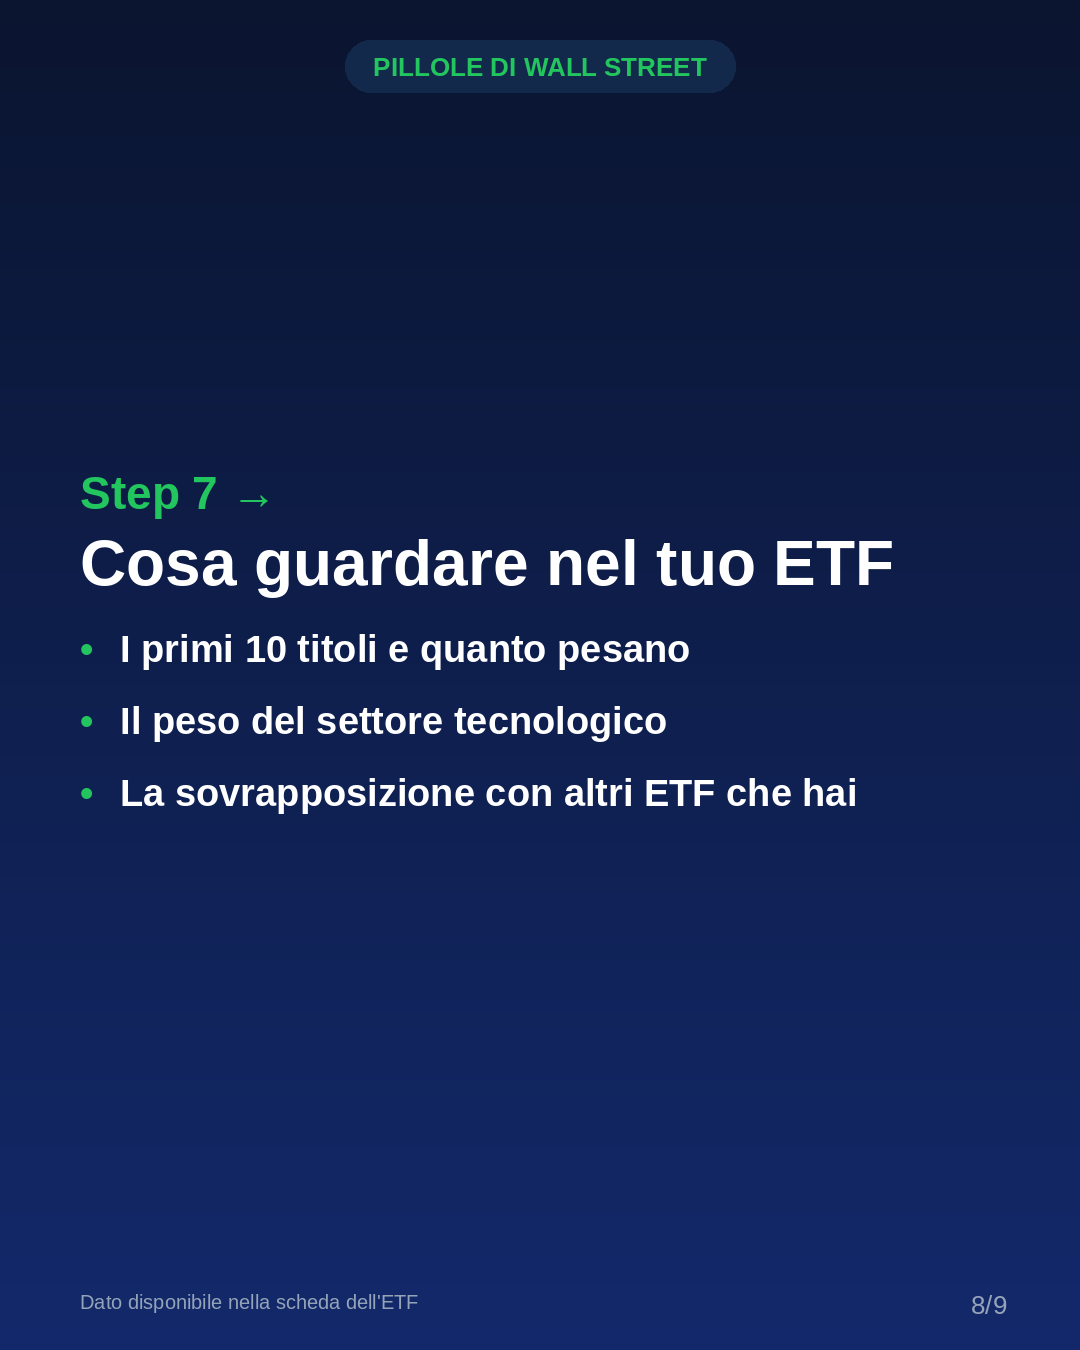 PILLOLE DI WALL STREET
Step 7 →
Cosa guardare nel tuo ETF
• I primi 10 titoli e quanto pesano
• Il peso del settore tecnologico
• La sovrapposizione con altri ETF che hai
Dato disponibile nella scheda dell'ETF
8/9